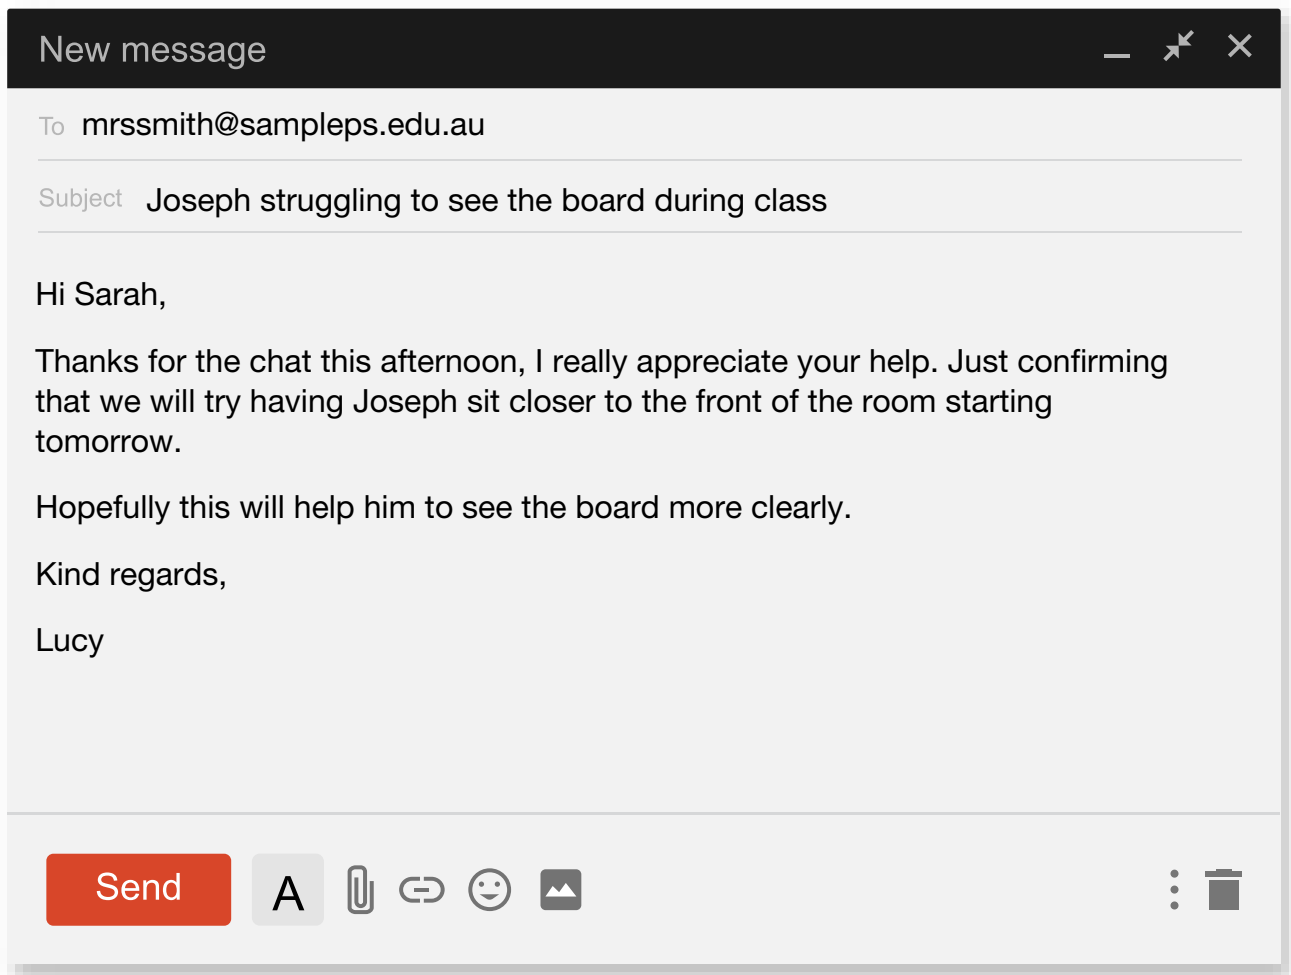 New message
To mrssmith@sampleps.edu.au
Subject Joseph struggling to see the board during class
Hi Sarah,
Thanks for the chat this afternoon, I really appreciate your help. Just confirming
that we will try having Joseph sit closer to the front of the room starting
tomorrow.
Hopefully this will help him to see the board more clearly.
Kind regards,
Lucy
Send A